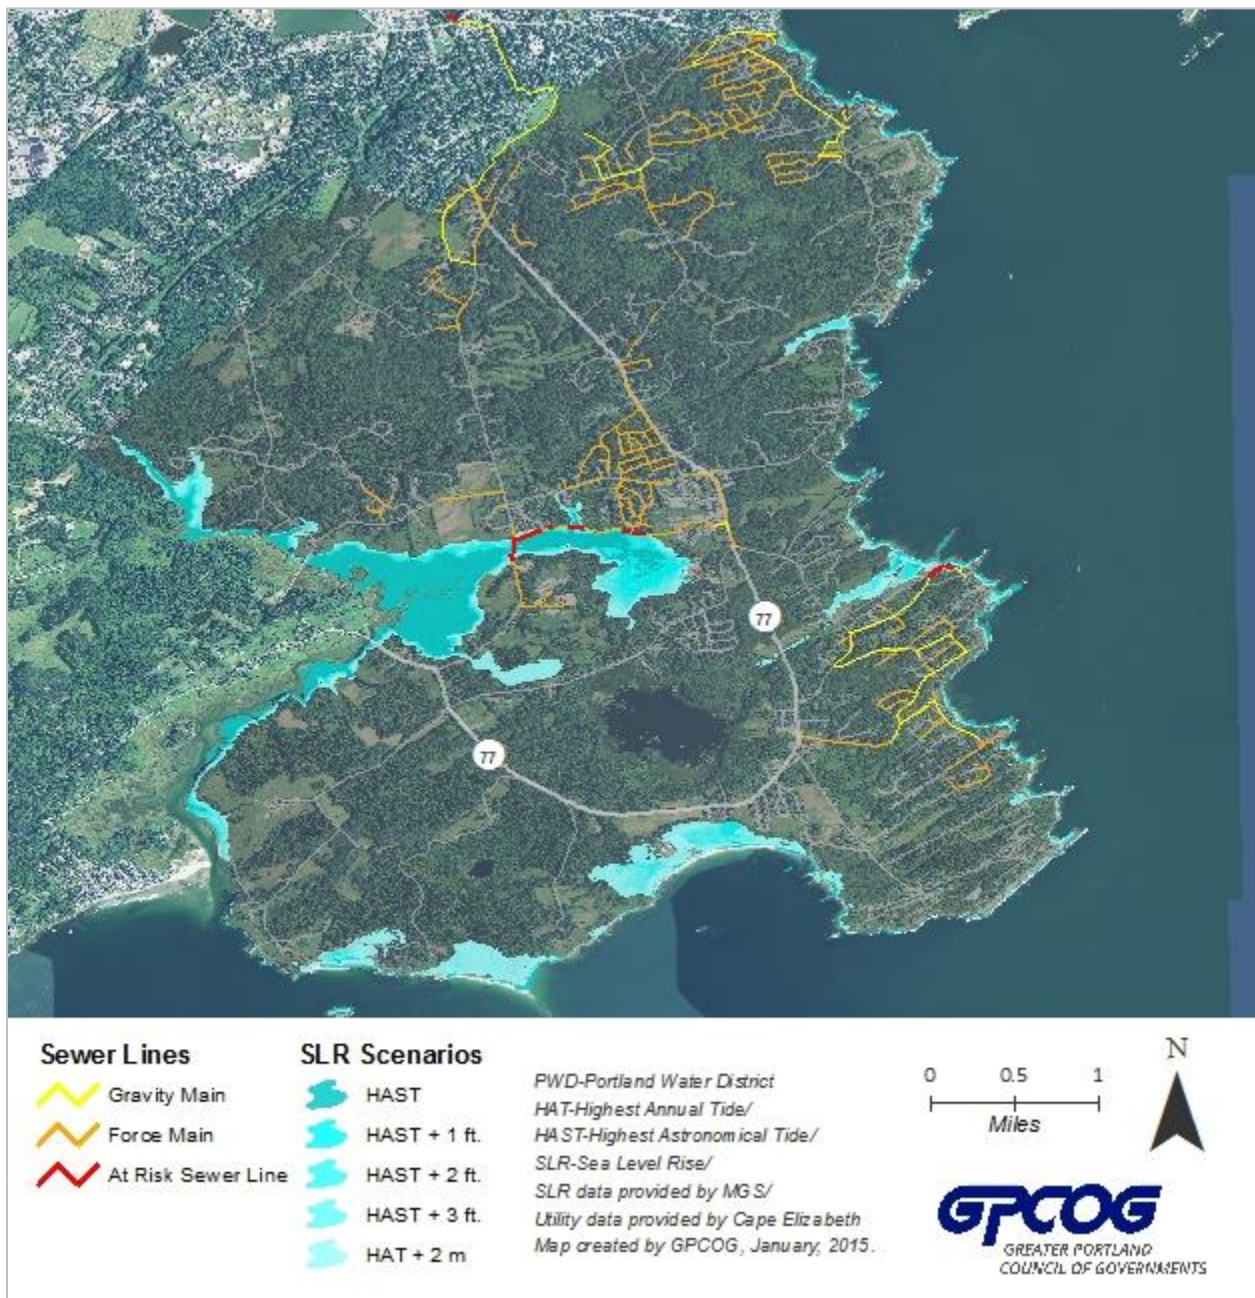 77
77
Sewer Lines
Gravity Main
Force Main
At Risk Sewer Line
SLR Scenarios
HAST
HAST + 1 ft.
HAST + 2 ft.
HAST + 3 ft.
HAT + 2 m
PWD-Portland Water District
HAT-Highest Annual Tide/
HAST-Highest Astronomical Tide/
SLR-Sea Level Rise/
SLR data provided by MGS/
Utility data provided by Cape Elizabeth
Map created by GPCOG, January, 2015.
0 0.5 1
Miles
N
GPCOG
GREATER PORTLAND
COUNCIL OF GOVERNMENTS